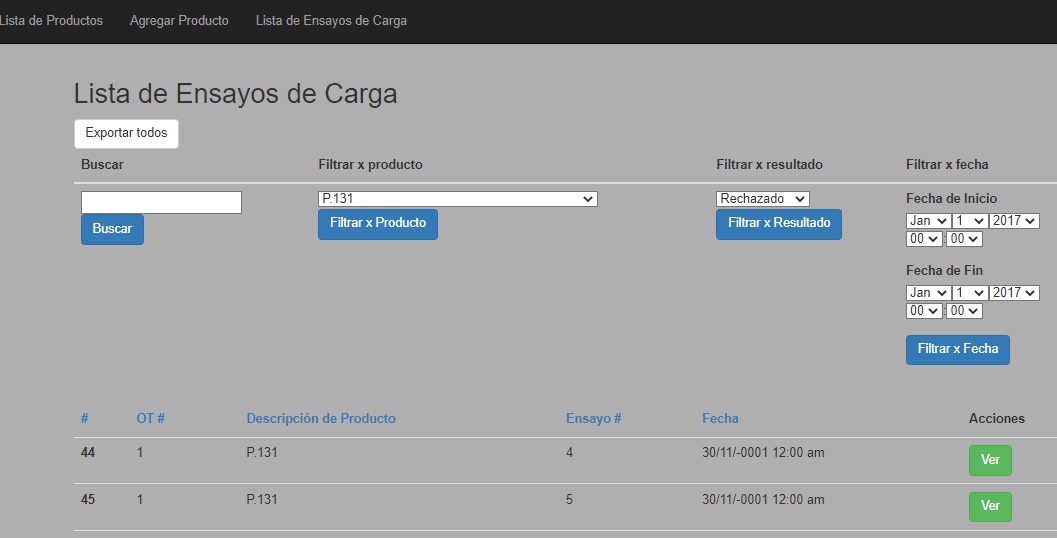 Lista de Productos Agregar Producto Lista de Ensayos de Carga
Lista de Ensayos de Carga
Exportar todos
Buscar Filtrar x producto Filtrar x resultado Filtrar x fecha
P.131 Rechazado Fecha de Inicio
Buscar Filtrar x Producto Filtrar x Resultado Jan 1 2017
00 : 00
Fecha de Fin
Jan 1 2017
00 : 00
Filtrar x Fecha
# OT # Descripción de Producto Ensayo # Fecha Acciones
44 1 P.131 4 30/11/-0001 12:00 am Ver
45 1 P.131 5 30/11/-0001 12:00 am Ver